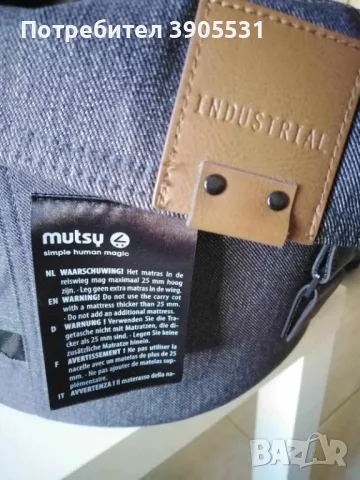 Потребител 3905531
INDUSTRIAL
mutsy
simple human magic
NL WAARSCHUWING! Het matras in de
reiswieg mag maximaal 25 mm hoog
zijn. - Leg geen extra matras in de wieg.
EN WARNING! Do not use the carry cot
with a mattress thicker than 25 mm.
- Do not add an additional mattress.
D WARNUNG ! Verwenden Sie die Tra-
getasche nicht mit Matratzen, die dic-
ker als 25 mm sind. - Legen Sie keine
zusätzliche Matratze hinein.
F AVERTISSEMENT ! Ne pas utiliser la
nacelle avec un matelas de plus de 25
mm. - Ne pas ajouter de matelas sup-
plémentaire.
IT AVVERTENZA ! Il materasso della na-
BAZAR
bg